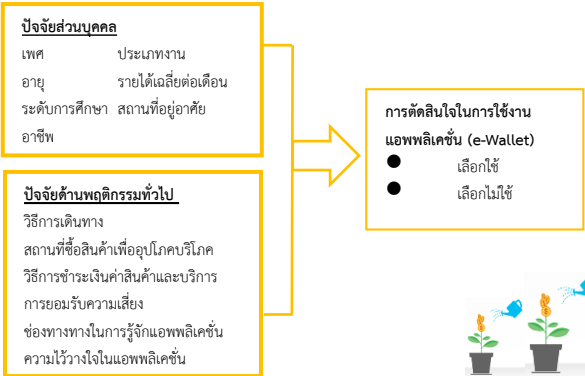 ปัจจัยส่วนบุคคล
เพศ ประเภทงาน
อายุ รายได้เฉลี่ยต่อเดือน
ระดับการศึกษา สถานที่อยู่อาศัย
อาชีพ
ปัจจัยด้านพฤติกรรมทั่วไป
วิธีการเดินทาง
สถานที่ซื้อสินค้าเพื่ออุปโภคบริโภค
วิธีการชำระเงินค่าสินค้าและบริการ
การยอมรับความเสี่ยง
ช่องทางทางในการรู้จักแอพพลิเคชั่น
ความไว้วางใจในแอพพลิเคชั่น
การตัดสินใจในการใช้งาน
แอพพลิเคชั่น (e-Wallet)
● เลือกใช้
● เลือกไม่ใช้